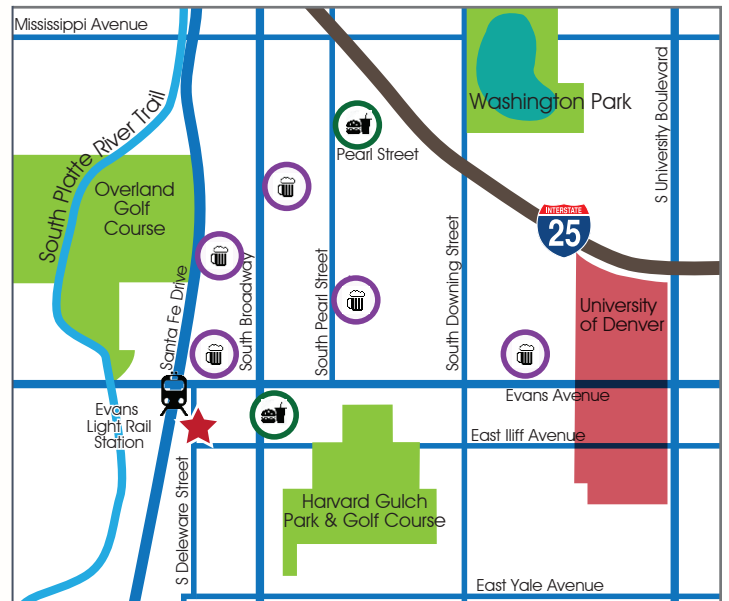 Mississippi Avenue
South Platte River Trail
Washington Park
S University Boulevard
Pearl Street
Overland
Golf
Course
INTERSTATE
25
Santa Fe Drive
South Broadway
South Pearl Street
South Downing Street
University
of Denver
Evans Avenue
Evans
Light Rail
Station
East Iliff Avenue
S Deleware Street
Harvard Gulch
Park & Golf Course
East Yale Avenue